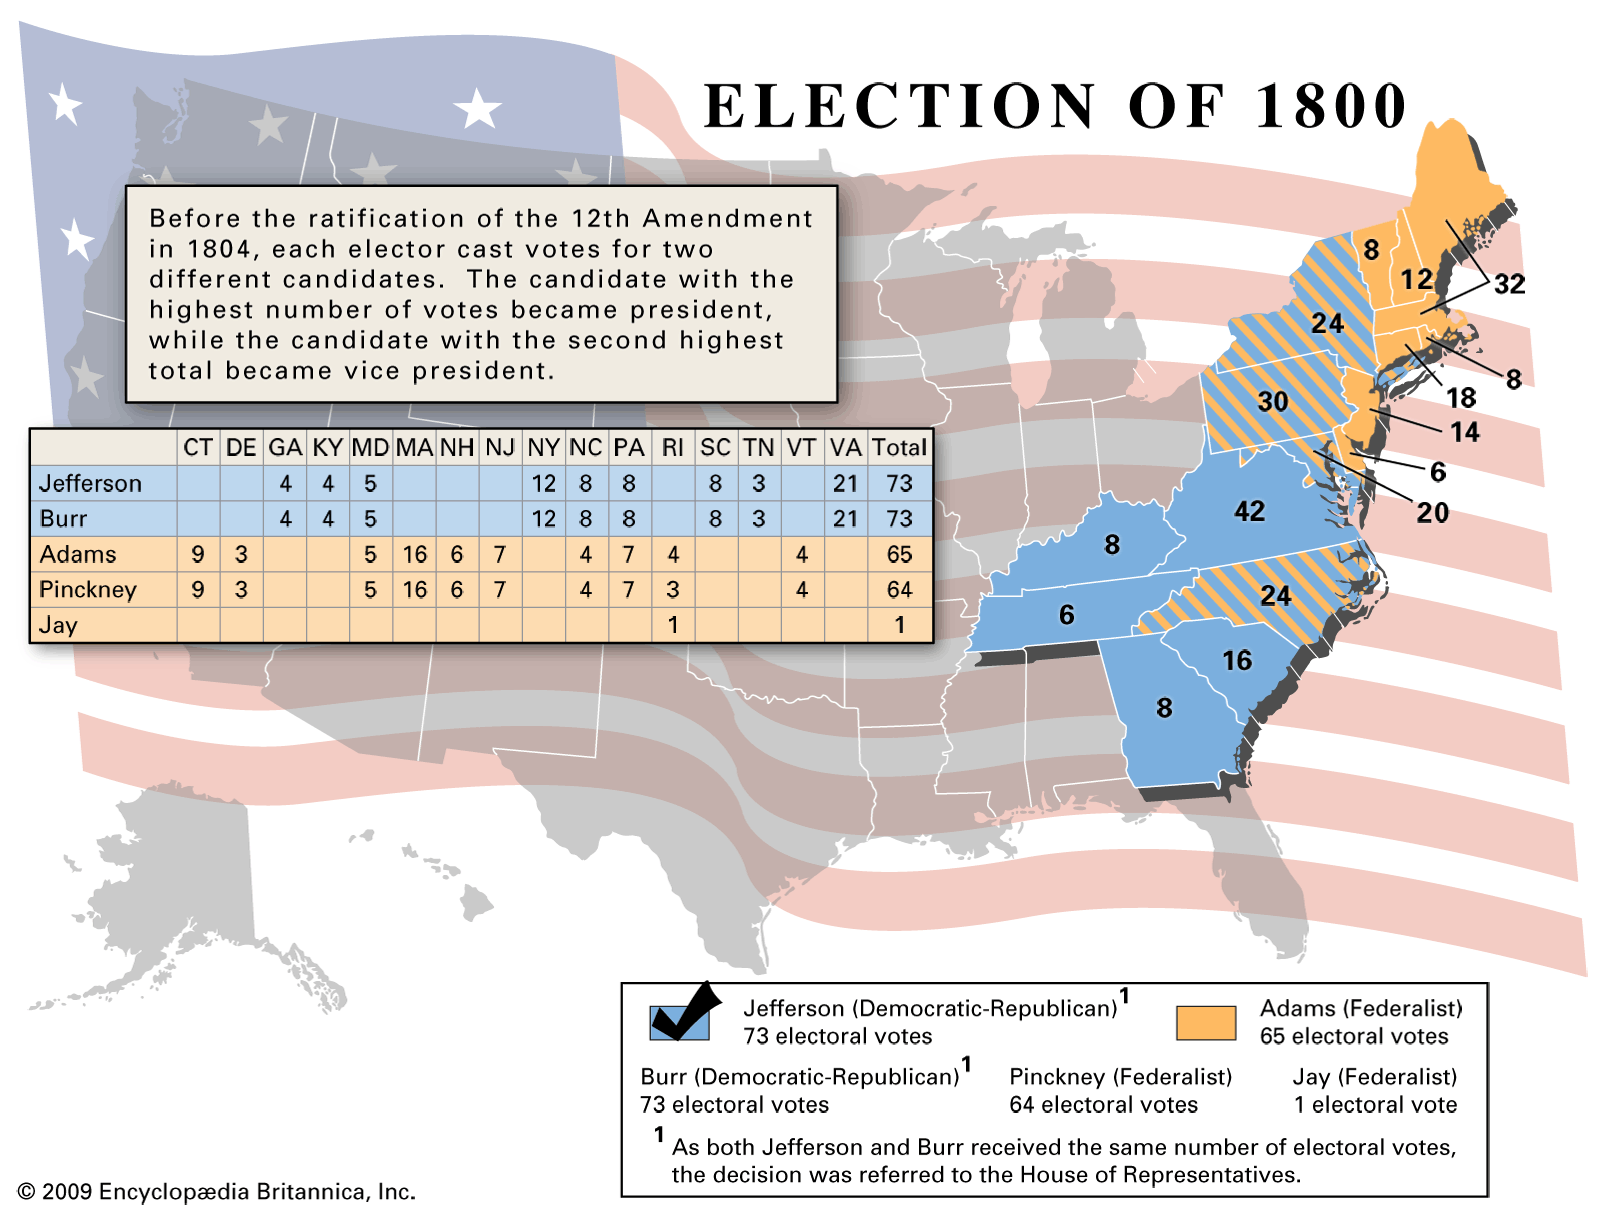 ELECTION OF 1800
Before the ratification of the 12th Amendment
in 1804, each elector cast votes for two
different candidates. The candidate with the
highest number of votes became president,
while the candidate with the second highest
total became vice president.
CT DE GA KY MD MA NH NJ NY NC PA RI SC TN VT VA Total
Jefferson 4 4 5 12 8 8 8 3 21 73
Burr 4 4 5 12 8 8 8 3 21 73
Adams 9 3 5 16 6 7 4 7 4 4 65
Pinckney 9 3 5 16 6 7 4 7 3 4 64
Jay 1 1
8
12
32
24
8
18
30
14
6
20
42
8
24
6
16
8
Jefferson (Democratic-Republican)1
73 electoral votes
Adams (Federalist)
65 electoral votes
Burr (Democratic-Republican)1
73 electoral votes
Pinckney (Federalist)
64 electoral votes
Jay (Federalist)
1 electoral vote
1 As both Jefferson and Burr received the same number of electoral votes,
the decision was referred to the House of Representatives.
© 2009 Encyclopædia Britannica, Inc.